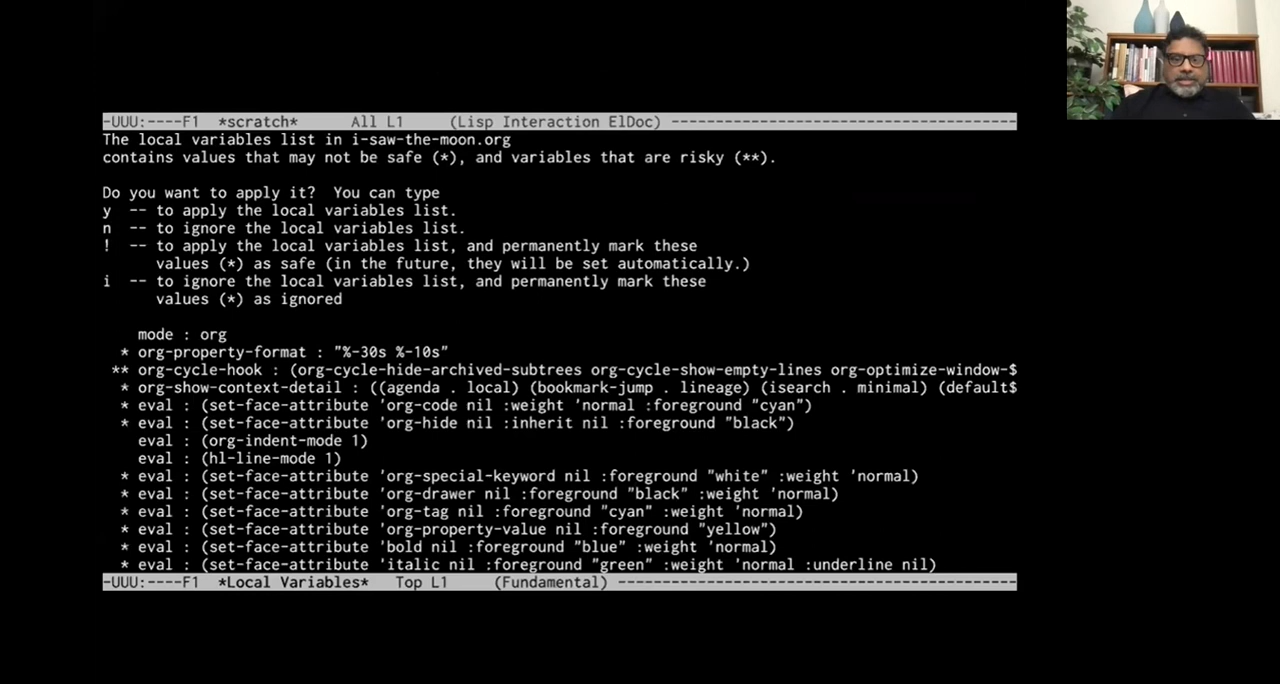 -UUU:----F1  *scratch*      All L1     (Lisp Interaction ElDoc) ---------------------------------------
The local variables list in i-saw-the-moon.org
contains values that may not be safe (*), and variables that are risky (**).
Do you want to apply it?  You can type
y  -- to apply the local variables list.
n  -- to ignore the local variables list.
!  -- to apply the local variables list, and permanently mark these
      values (*) as safe (in the future, they will be set automatically.)
i  -- to ignore the local variables list, and permanently mark these
      values (*) as ignored
    mode : org
  * org-property-format : "%-30s %-10s"
 ** org-cycle-hook : (org-cycle-hide-archived-subtrees org-cycle-show-empty-lines org-optimize-window-$
  * org-show-context-detail : ((agenda . local) (bookmark-jump . lineage) (isearch . minimal) (default$
  * eval : (set-face-attribute 'org-code nil :weight 'normal :foreground "cyan")
  * eval : (set-face-attribute 'org-hide nil :inherit nil :foreground "black")
    eval : (org-indent-mode 1)
    eval : (hl-line-mode 1)
  * eval : (set-face-attribute 'org-special-keyword nil :foreground "white" :weight 'normal)
  * eval : (set-face-attribute 'org-drawer nil :foreground "black" :weight 'normal)
  * eval : (set-face-attribute 'org-tag nil :foreground "cyan" :weight 'normal)
  * eval : (set-face-attribute 'org-property-value nil :foreground "yellow")
  * eval : (set-face-attribute 'bold nil :foreground "blue" :weight 'normal)
  * eval : (set-face-attribute 'italic nil :foreground "green" :weight 'normal :underline nil)
-UUU:----F1  *Local Variables*   Top L1     (Fundamental) ---------------------------------------------